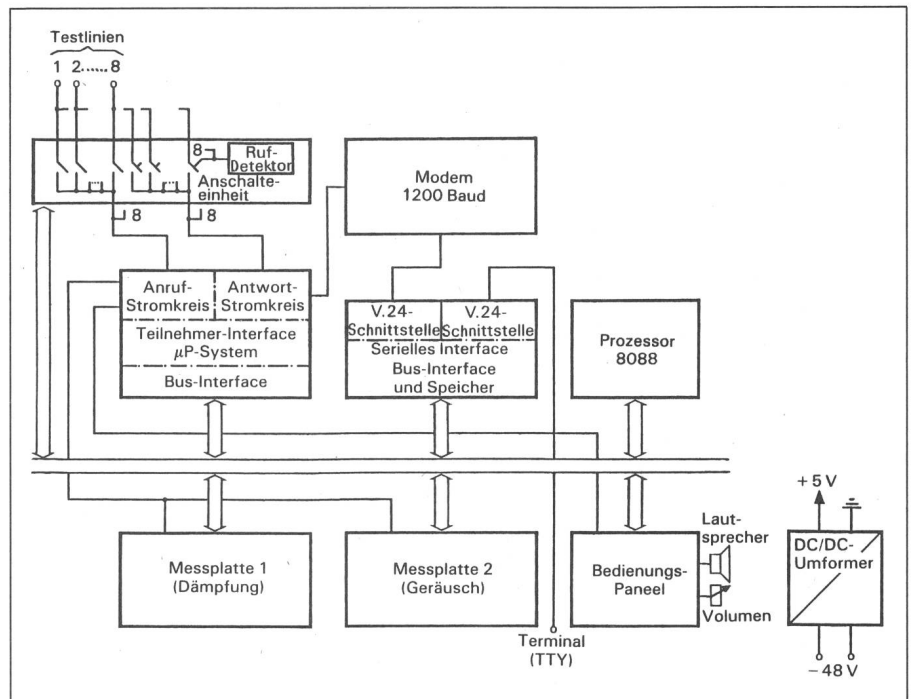 Testlinien
1 2...... 8
8
Ruf-
Detektor
Anschalte-
einheit
8
8
Modem
1200 Baud
Anruf-
Stromkreis
Antwort-
Stromkreis
Teilnehmer-Interface
µP-System
Bus-Interface
V.24-
Schnittstelle
V.24-
Schnittstelle
Serielles Interface
Bus-Interface
und Speicher
Prozessor
8088
Messplatte 1
(Dämpfung)
Messplatte 2
(Geräusch)
Bedienungs-
Paneel
Laut-
sprecher
Volumen
Terminal
(TTY)
+ 5 V
DC/DC-
Umformer
– 48 V